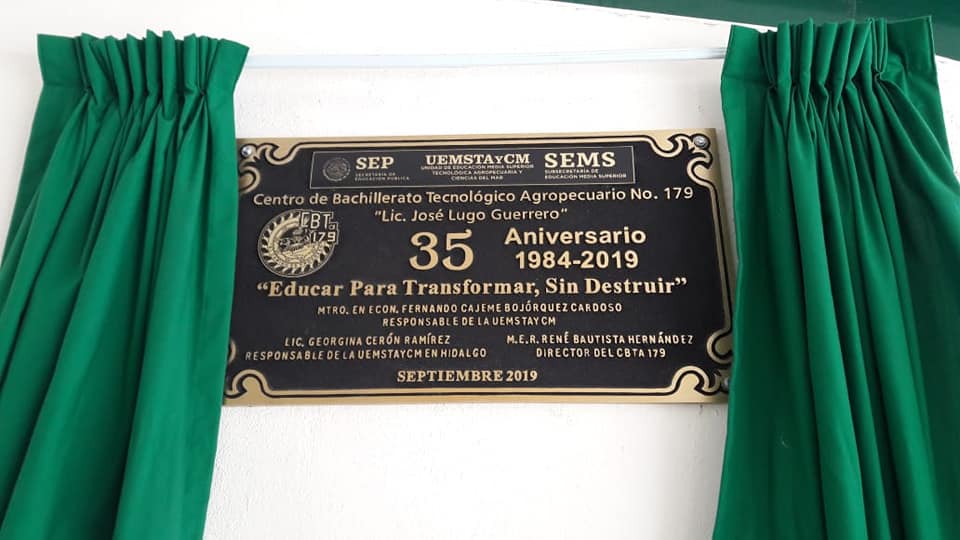 SEP
SECRETARÍA DE
EDUCACIÓN PÚBLICA
UEMSTAYCM
UNIDAD DE EDUCACIÓN MEDIA SUPERIOR
TECNOLÓGICA AGROPECUARIA Y
CIENCIAS DEL MAR
SEMS
SUBSECRETARÍA DE
EDUCACIÓN MEDIA SUPERIOR
Centro de Bachillerato Tecnológico Agropecuario No. 179
"Lic. José Lugo Guerrero"
CBTa
179
35 Aniversario
1984-2019
"Educar Para Transformar, Sin Destruir"
MTRO. EN ECON. FERNANDO CAJEME BOJÓRQUEZ CARDOSO
RESPONSABLE DE LA UEMSTAYCM
LIC. GEORGINA CERÓN RAMÍREZ
RESPONSABLE DE LA UEMSTAYCM EN HIDALGO
M.E.R. RENÉ BAUTISTA HERNÁNDEZ
DIRECTOR DEL CBTA 179
SEPTIEMBRE 2019